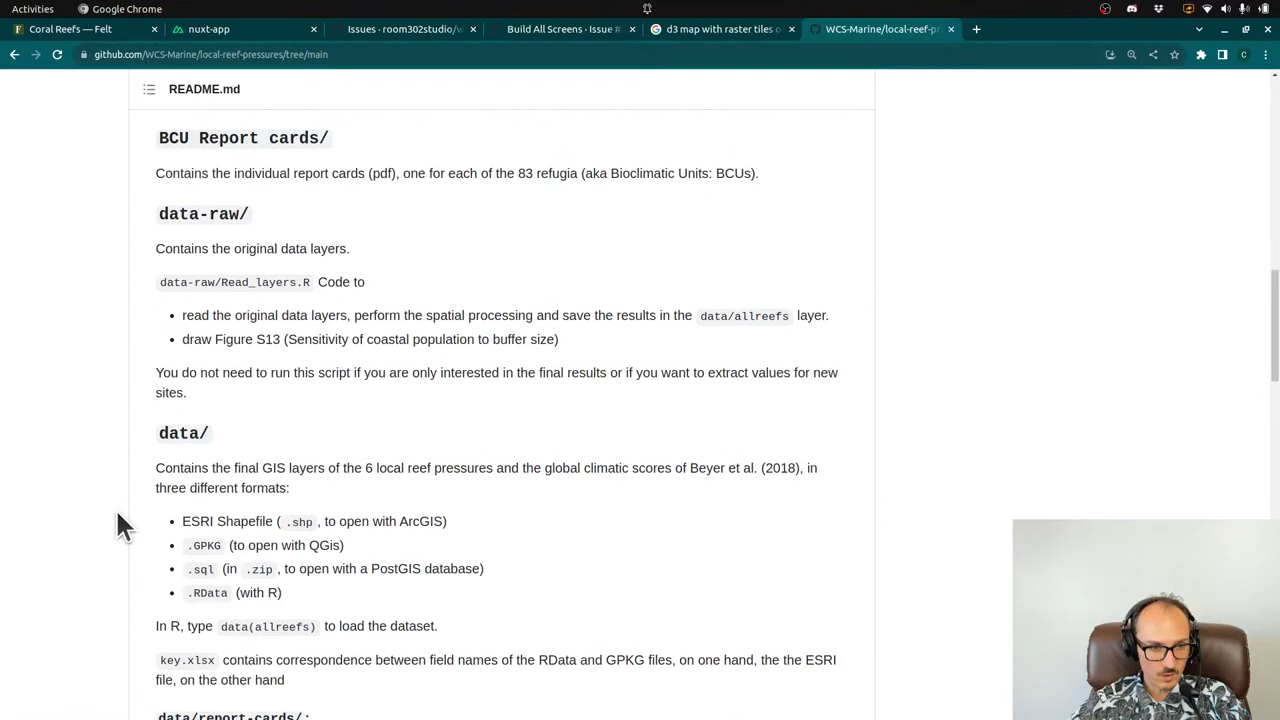 Activities
Google Chrome
Coral Reefs — Felt
nuxt-app
Issues · room302studio/w
Build All Screens · Issue #
d3 map with raster tiles o
WCS-Marine/local-reef-pr
github.com/WCS-Marine/local-reef-pressures/tree/main
C
README.md
BCU Report cards/
Contains the individual report cards (pdf), one for each of the 83 refugia (aka Bioclimatic Units: BCUs).
data-raw/
Contains the original data layers.
data-raw/Read_layers.R Code to
• read the original data layers, perform the spatial processing and save the results in the data/allreefs layer.
• draw Figure S13 (Sensitivity of coastal population to buffer size)
You do not need to run this script if you are only interested in the final results or if you want to extract values for new
sites.
data/
Contains the final GIS layers of the 6 local reef pressures and the global climatic scores of Beyer et al. (2018), in
three different formats:
• ESRI Shapefile ( .shp, to open with ArcGIS)
• .GPKG (to open with QGis)
• .sql (in .zip, to open with a PostGIS database)
• .RData (with R)
In R, type data(allreefs) to load the dataset.
key.xlsx contains correspondence between field names of the RData and GPKG files, on one hand, the the ESRI
file, on the other hand
data/report-cards/: